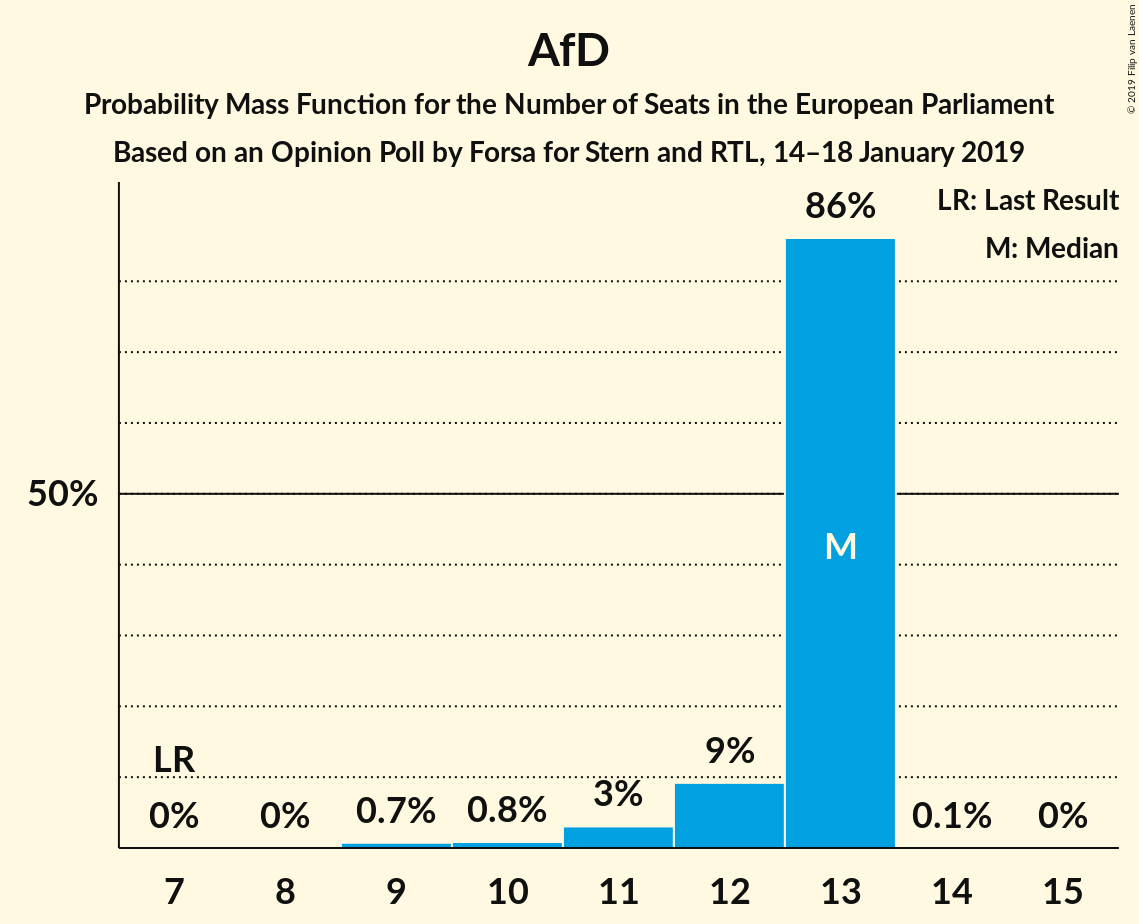 AfD
Probability Mass Function for the Number of Seats in the European Parliament
Based on an Opinion Poll by Forsa for Stern and RTL, 14–18 January 2019
© 2019 Filip van Laenen
LR: Last Result
M: Median
86%
50%
M
LR
9%
3%
0% 0% 0.7% 0.8% 0.1% 0%
7 8 9 10 11 12 13 14 15